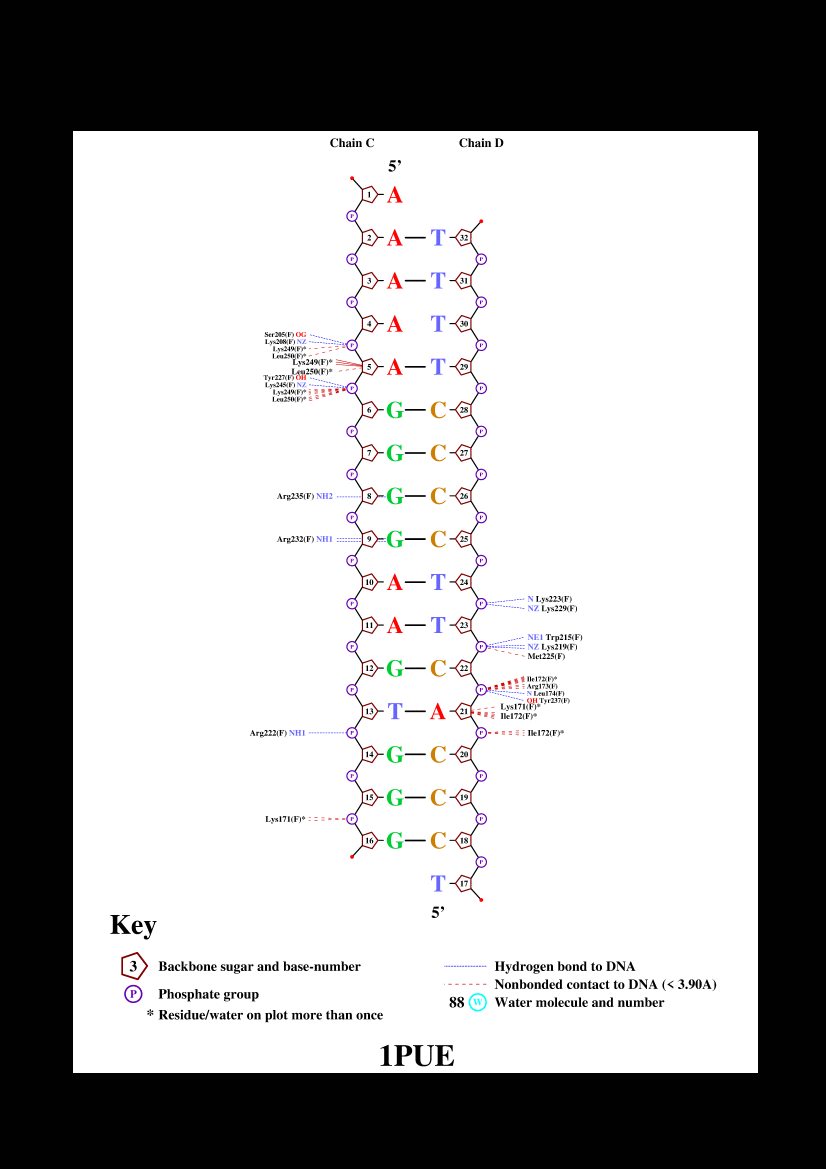 Chain C Chain D
5’
1 A
P
2 A T 32
P P
3 A T 31
P P
4 A T 30
Ser205(F) OG
Lys208(F) NZ
P P
Lys249(F)*
Leu250(F)*
Lys249(F)*
5 A T 29
Leu250(F)*
Tyr227(F) OH
Lys245(F) NZ
P P
Lys249(F)*
Leu250(F)*
6 G C 28
P P
7 G C 27
P P
Arg235(F) NH2 8 G C 26
P P
Arg232(F) NH1 9 G C 25
P P
10 A T 24
N Lys223(F)
P P
NZ Lys229(F)
11 A T 23
NE1 Trp215(F)
P P NZ Lys219(F)
Met225(F)
12 G C 22
Ile172(F)*
Arg173(F)
P P
N Leu174(F)
OH Tyr237(F)
Lys171(F)*
13 T A 21
Ile172(F)*
Arg222(F) NH1 P P Ile172(F)*
14 G C 20
P P
15 G C 19
Lys171(F)* P P
16 G C 18
P
T 17
5’
Key
3 Backbone sugar and base-number
P Phosphate group
* Residue/water on plot more than once
Hydrogen bond to DNA
Nonbonded contact to DNA (< 3.90A)
88 W Water molecule and number
1PUE